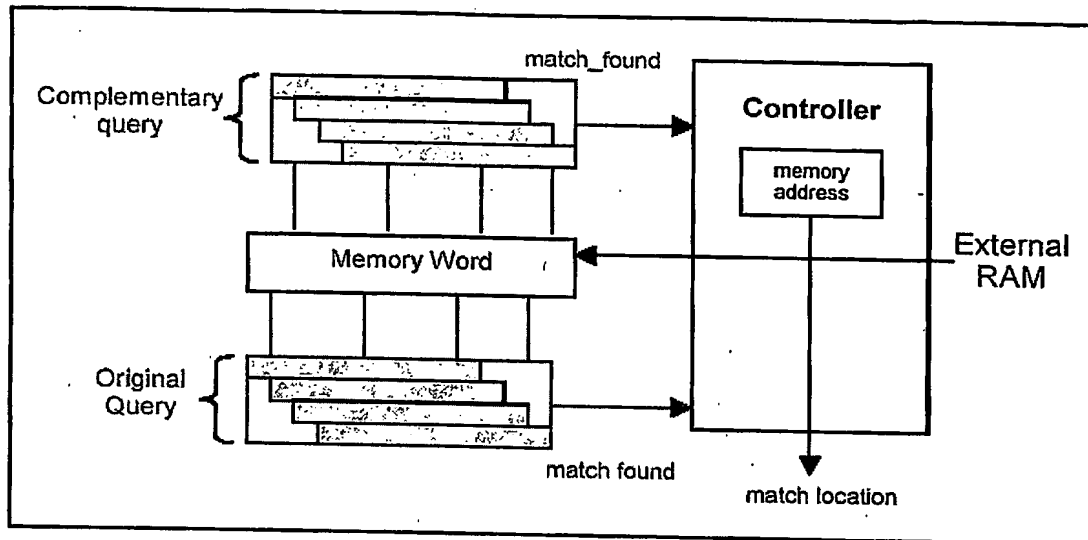 match_found
Complementary
query
Controller
memory
address
Memory Word
External
RAM
Original
Query
match found
match location